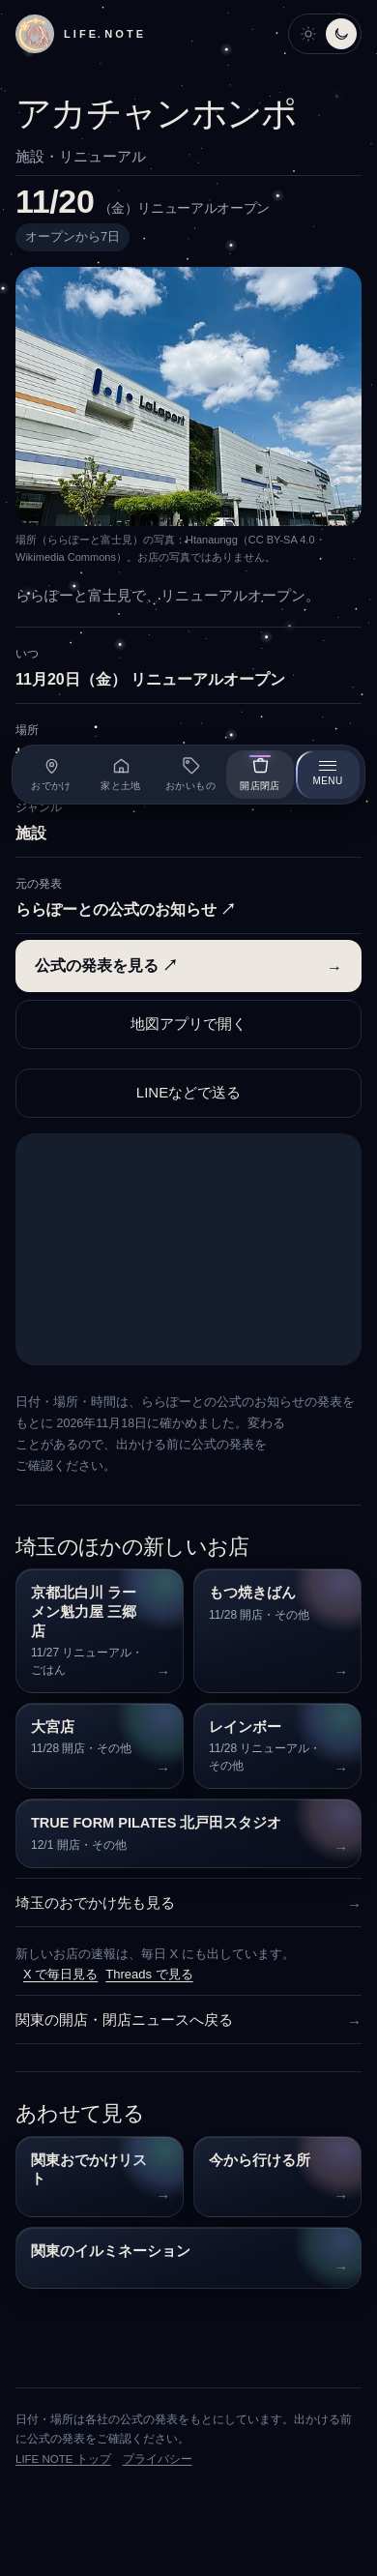 LIFE NOTE
アカチャンホンポ
施設・リニューアル
11/20（金）リニューアルオープン
オープンから7日
LaLaport
場所（ららぽーと富士見）の写真：Htanaungg（CC BY-SA 4.0・
Wikimedia Commons）。お店の写真ではありません。
ららぽーと富士見で、リニューアルオープン。
いつ
11月20日（金） リニューアルオープン
場所
おでかけ
家と土地
おかいもの
開店閉店
MENU
ジャンル
施設
元の発表
ららぽーとの公式のお知らせ ↗
公式の発表を見る ↗ →
地図アプリで開く
LINEなどで送る
日付・場所・時間は、ららぽーとの公式のお知らせの発表を
もとに 2026年11月18日に確かめました。変わる
ことがあるので、出かける前に公式の発表を
ご確認ください。
埼玉のほかの新しいお店
京都北白川 ラー
メン魁力屋 三郷
店
11/27 リニューアル・
ごはん →
もつ焼きばん
11/28 開店・その他
→
大宮店
11/28 開店・その他
→
レインボー
11/28 リニューアル・
その他 →
TRUE FORM PILATES 北戸田スタジオ
12/1 開店・その他 →
埼玉のおでかけ先も見る →
新しいお店の速報は、毎日 X にも出しています。
X で毎日見る Threads で見る
関東の開店・閉店ニュースへ戻る →
あわせて見る
関東おでかけリス
ト →
今から行ける所
→
関東のイルミネーション
→
日付・場所は各社の公式の発表をもとにしています。出かける前
に公式の発表をご確認ください。
LIFE NOTE トップ プライバシー